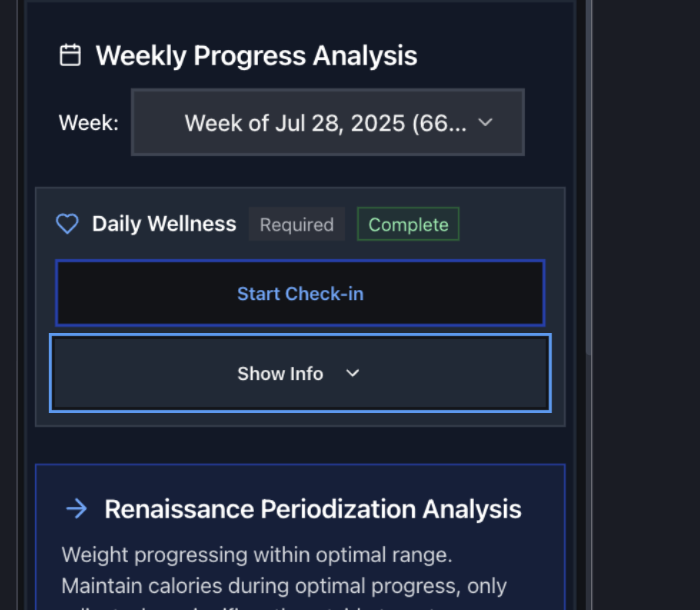 Weekly Progress Analysis
Week:
Week of Jul 28, 2025 (66...
Daily Wellness Required Complete
Start Check-in
Show Info
Renaissance Periodization Analysis
Weight progressing within optimal range.
Maintain calories during optimal progress, only